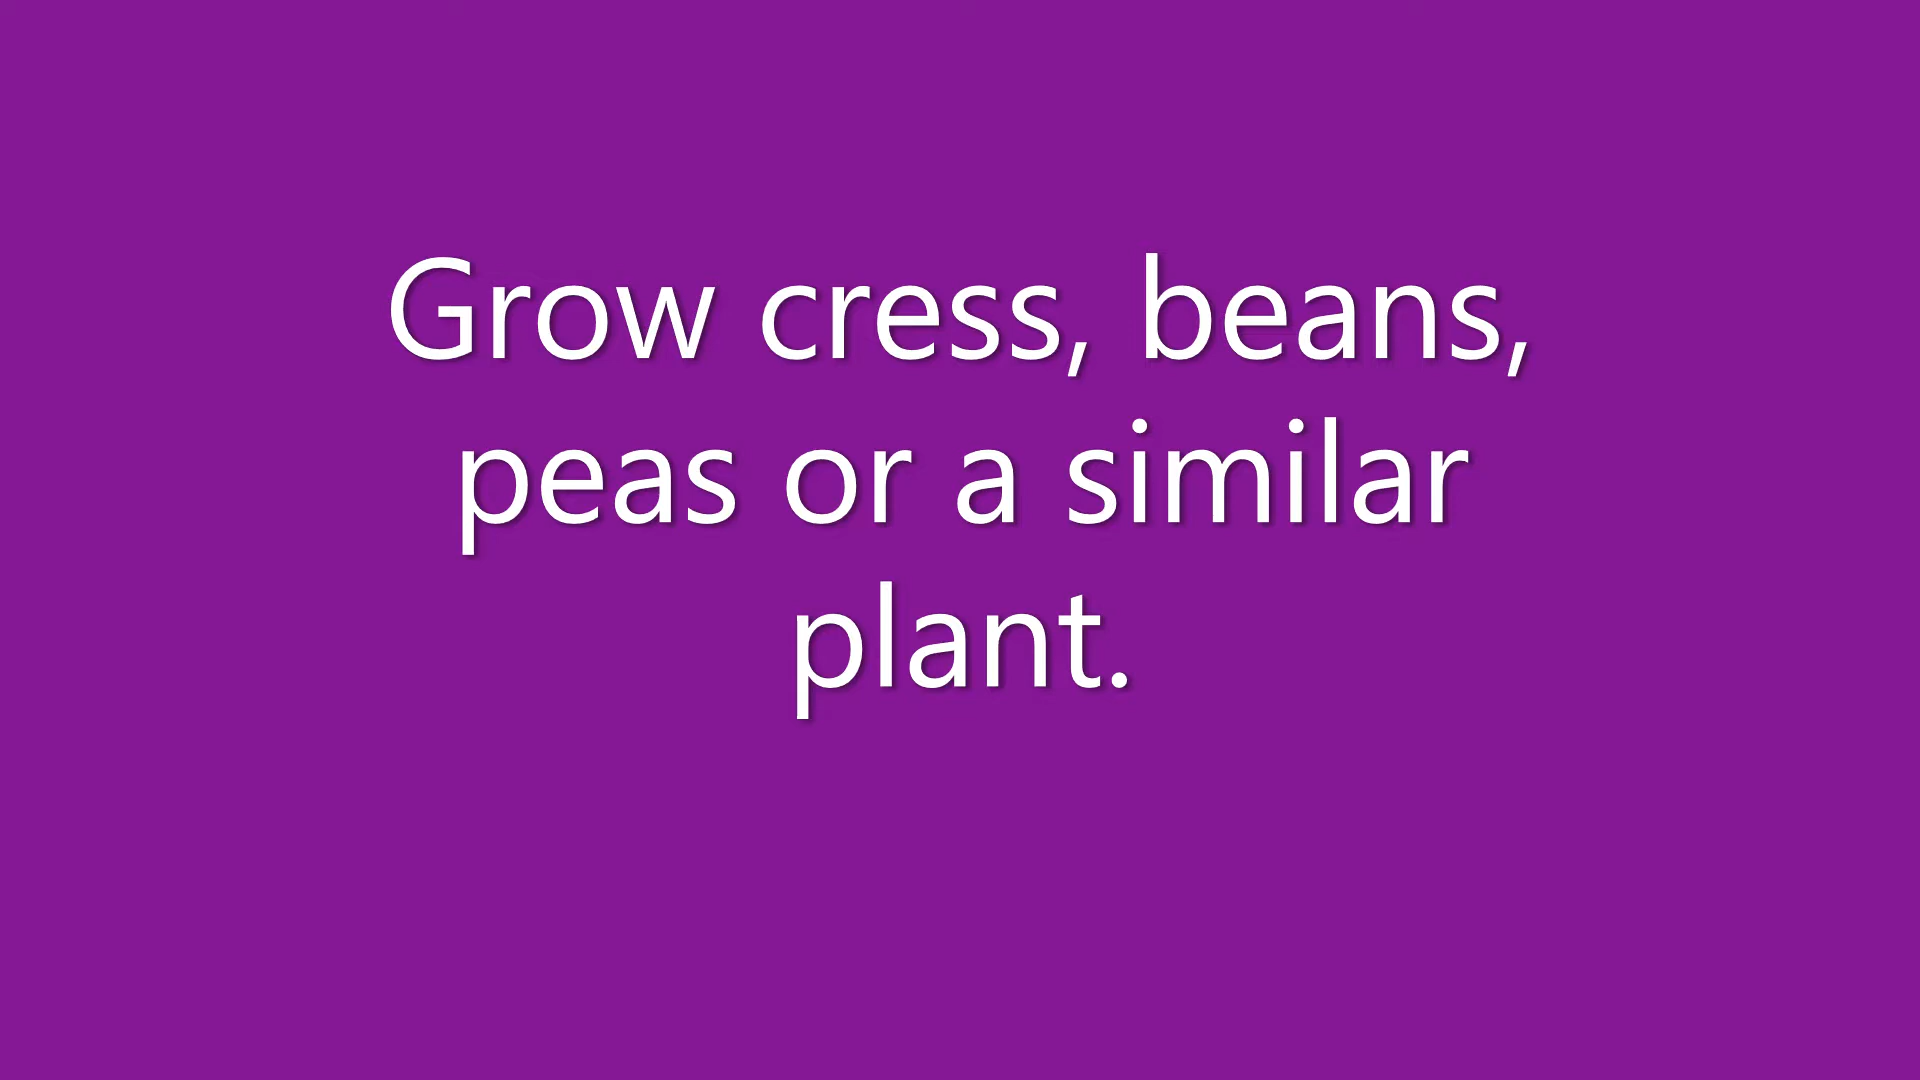 Grow cress, beans,
peas or a similar
plant.